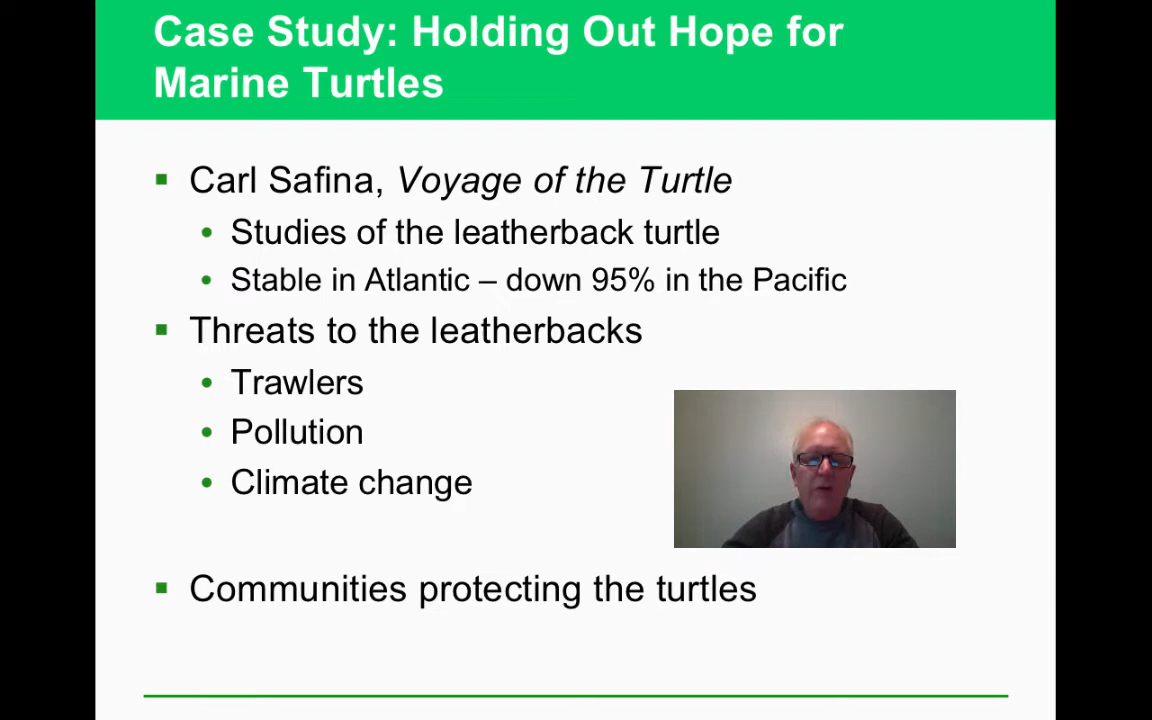 Case Study: Holding Out Hope for
Marine Turtles
Carl Safina, Voyage of the Turtle
Studies of the leatherback turtle
Stable in Atlantic – down 95% in the Pacific
Threats to the leatherbacks
Trawlers
Pollution
Climate change
Communities protecting the turtles